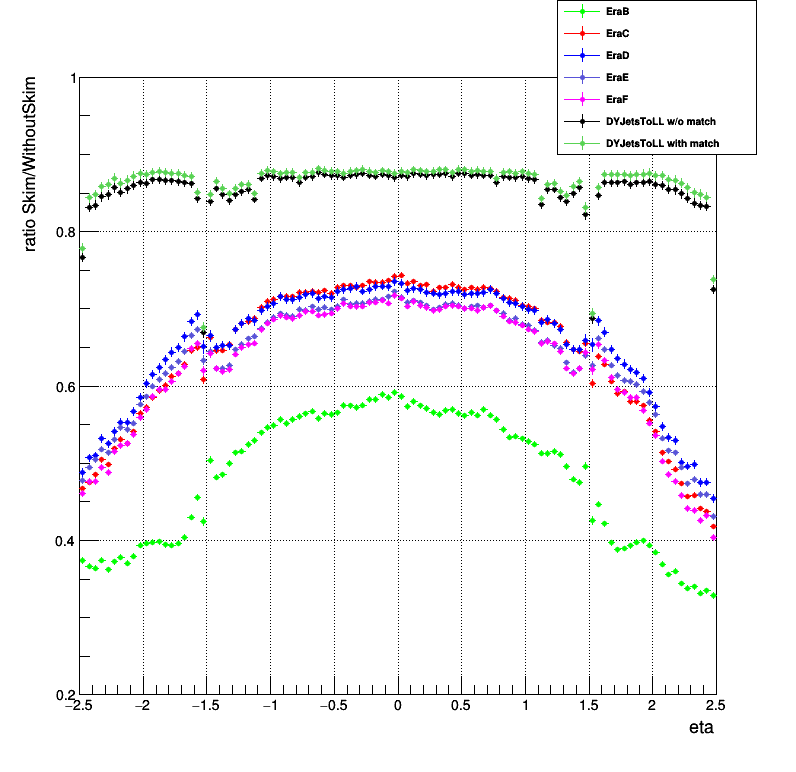 EraB
EraC
EraD
EraE
EraF
DYJetsToLL w/o match
DYJetsToLL with match
ratio Skim/WithoutSkim
1
0.8
0.6
0.4
0.2
−2.5 −2 −1.5 −1 −0.5 0 0.5 1 1.5 2 2.5
eta